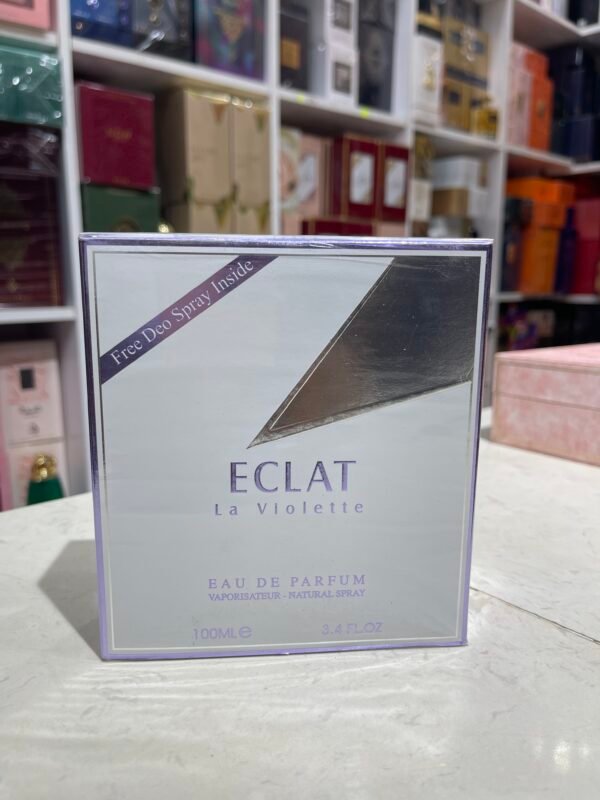 Free Deo Spray Inside
ECLAT
La Violette
EAU DE PARFUM
VAPORISATEUR - NATURAL SPRAY
100ML e 3.4 FL.OZ